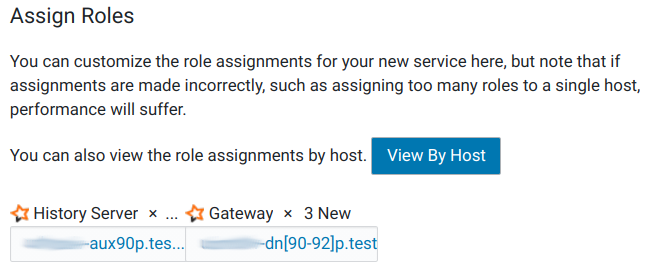 Assign Roles
You can customize the role assignments for your new service here, but note that if
assignments are made incorrectly, such as assigning too many roles to a single host,
performance will suffer.
You can also view the role assignments by host. View By Host
History Server × ... Gateway × 3 New
-aux90p.tes... -dn[90-92]p.test